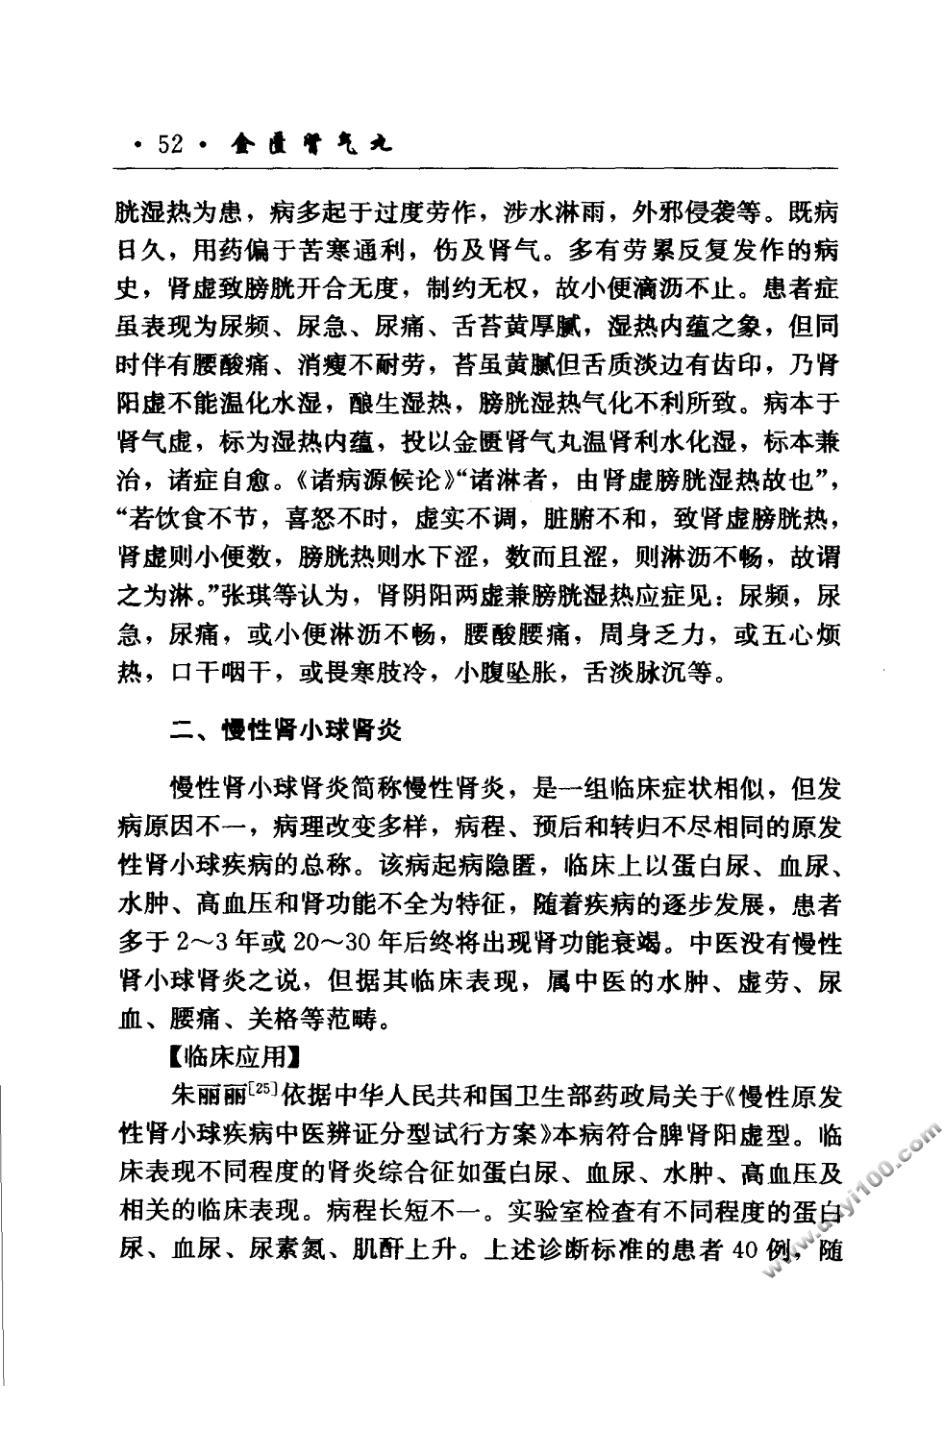 · 52 · 金匮肾气丸
胱湿热为患，病多起于过度劳作，涉水淋雨，外邪侵袭等。既病
日久，用药偏于苦寒通利，伤及肾气。多有劳累反复发作的病
史，肾虚致膀胱开合无度，制约无权，故小便滴沥不止。患者症
虽表现为尿频、尿急、尿痛、舌苔黄厚腻，湿热内蕴之象，但同
时伴有腰酸痛、消瘦不耐劳，苔虽黄腻但舌质淡边有齿印，乃肾
阳虚不能温化水湿，酿生湿热，膀胱湿热气化不利所致。病本于
肾气虚，标为湿热内蕴，投以金匮肾气丸温肾利水化湿，标本兼
治，诸症自愈。《诸病源候论》“诸淋者，由肾虚膀胱湿热故也”，
“若饮食不节，喜怒不时，虚实不调，脏腑不和，致肾虚膀胱热，
肾虚则小便数，膀胱热则水下涩，数而且涩，则淋沥不畅，故谓
之为淋。”张琪等认为，肾阴阳两虚兼膀胱湿热应症见：尿频，尿
急，尿痛，或小便淋沥不畅，腰酸腰痛，周身乏力，或五心烦
热，口干咽干，或畏寒肢冷，小腹坠胀，舌淡脉沉等。
二、慢性肾小球肾炎
慢性肾小球肾炎简称慢性肾炎，是一组临床症状相似，但发
病原因不一，病理改变多样，病程、预后和转归不尽相同的原发
性肾小球疾病的总称。该病起病隐匿，临床上以蛋白尿、血尿、
水肿、高血压和肾功能不全为特征，随着疾病的逐步发展，患者
多于 2～3 年或 20～30 年后终将出现肾功能衰竭。中医没有慢性
肾小球肾炎之说，但据其临床表现，属中医的水肿、虚劳、尿
血、腰痛、关格等范畴。
【临床应用】
朱丽丽[25]依据中华人民共和国卫生部药政局关于《慢性原发
性肾小球疾病中医辨证分型试行方案》本病符合脾肾阳虚型。临
床表现不同程度的肾炎综合征如蛋白尿、血尿、水肿、高血压及
相关的临床表现。病程长短不一。实验室检查有不同程度的蛋白
尿、血尿、尿素氮、肌酐上升。上述诊断标准的患者 40 例，随